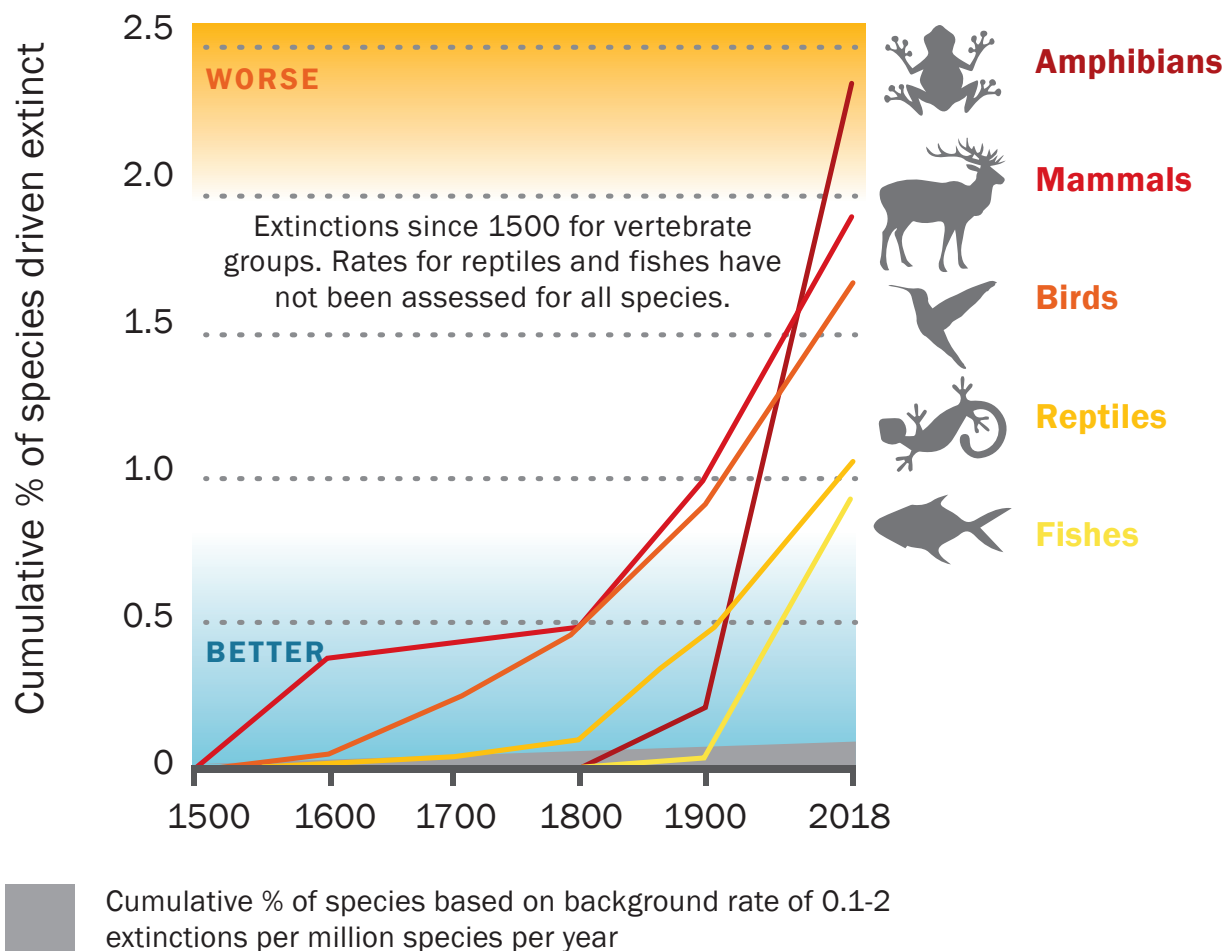 Cumulative % of species driven extinct
2.5
2.0
1.5
1.0
0.5
0
WORSE
Extinctions since 1500 for vertebrate
groups. Rates for reptiles and fishes have
not been assessed for all species.
BETTER
1500 1600 1700 1800 1900 2018
Amphibians
Mammals
Birds
Reptiles
Fishes
Cumulative % of species based on background rate of 0.1-2
extinctions per million species per year